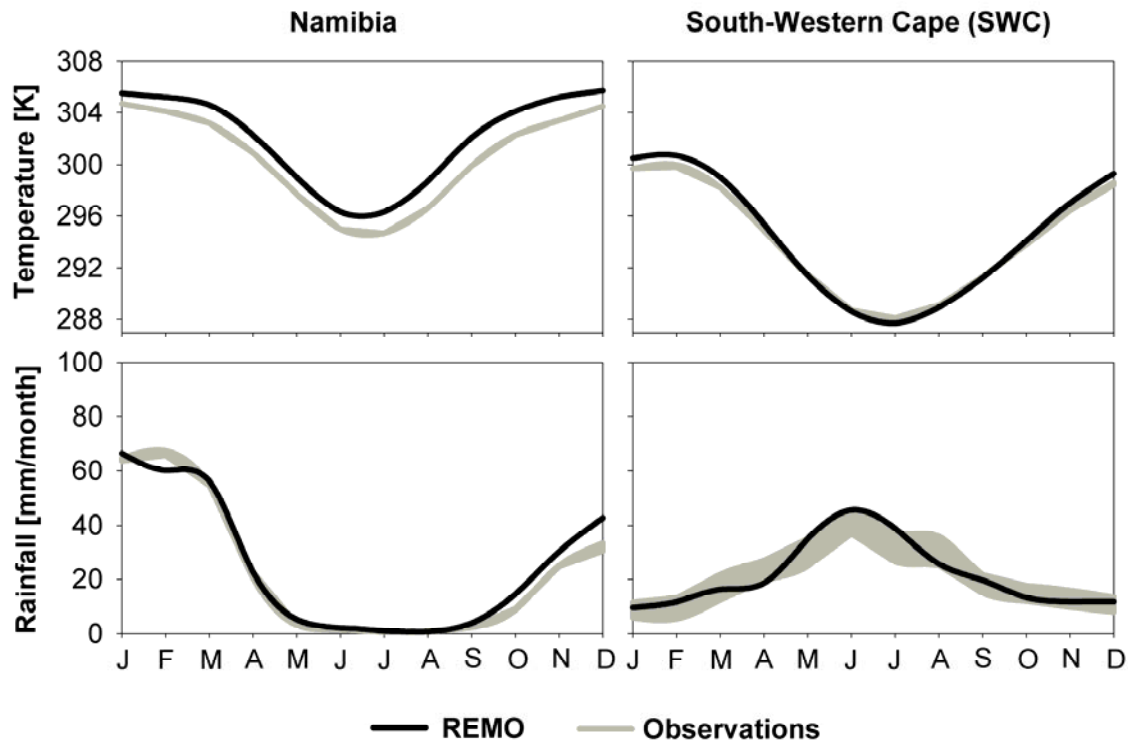 Namibia
South-Western Cape (SWC)
Temperature [K]
308
304
300
296
292
288
Rainfall [mm/month]
100
80
60
40
20
0
J F M A M J J A S O N D
J F M A M J J A S O N D
REMO Observations